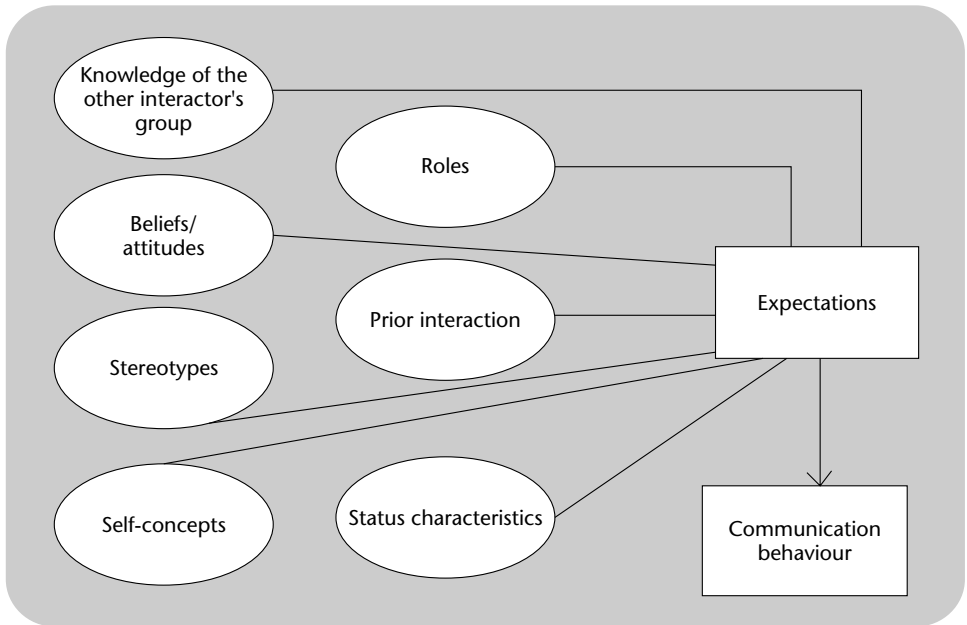 Knowledge of the
other interactor's
group
Roles
Beliefs/
attitudes
Expectations
Prior interaction
Stereotypes
Self-concepts
Status characteristics
Communication
behaviour